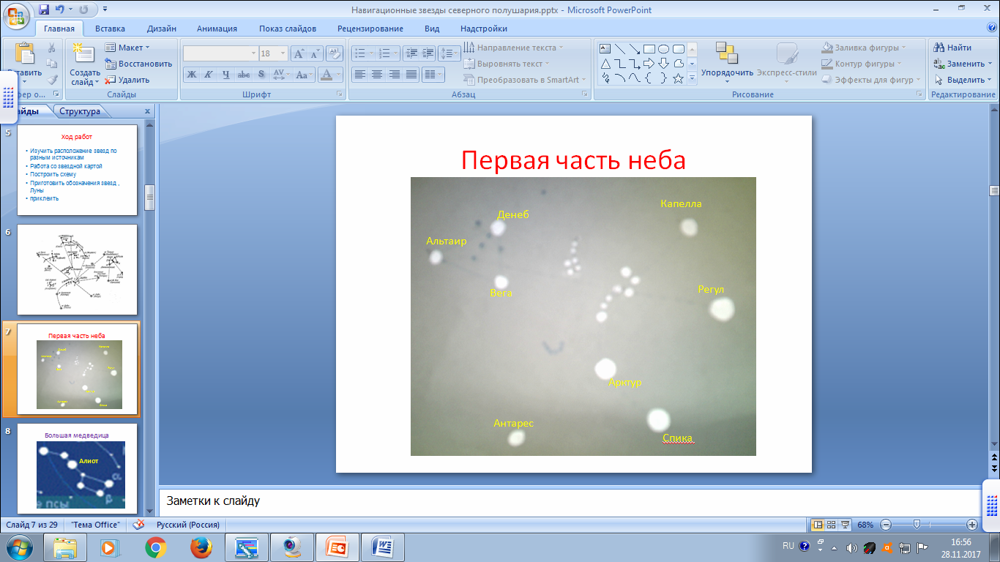 Навигационные звезды северного полушария.pptx - Microsoft PowerPoint
Главная Вставка Дизайн Анимация Показ слайдов Рецензирование Вид Надстройки
Вставить
фер о...
Создать слайд
Макет
Восстановить
Удалить
Слайды
18
Ж К Ч abc S AV Aa А
Шрифт
Направление текста
Выровнять текст
Преобразовать в SmartArt
Абзац
Упорядочить
Экспресс-стили
Заливка фигуры
Контур фигуры
Эффекты для фигур
Рисование
Найти
Заменить
Выделить
Редактирование
айды Структура x
5
Ход работ
• Изучить расположение звезд по
разным источникам
• Работа со звездной картой
• Построить схему
• Приготовить обозначения звезд ,
Луны
• приклеить
6
7
Первая часть неба
8
Большая медведица
Алиот
α
β
е псы
Первая часть неба
Капелла
Денеб
Альтаир
Вега
Регул
Арктур
Антарес
Спика
Заметки к слайду
Слайд 7 из 29 "Тема Office" Русский (Россия) 68%
RU 16:56
28.11.2017